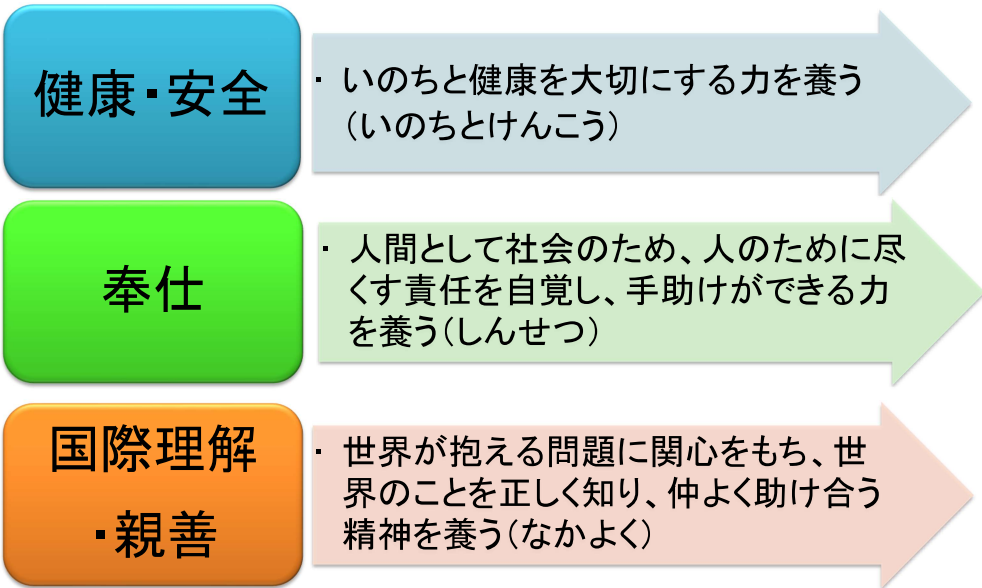 健康・安全
・ いのちと健康を大切にする力を養う
（いのちとけんこう）
奉仕
・ 人間として社会のため、人のために尽
くす責任を自覚し、手助けができる力
を養う（しんせつ）
国際理解
・親善
・ 世界が抱える問題に関心をもち、世
界のことを正しく知り、仲よく助け合う
精神を養う（なかよく）